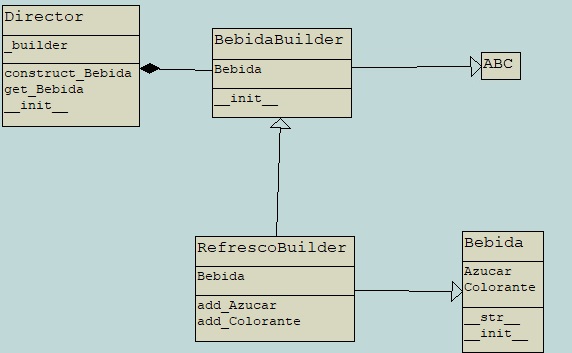 Director
_builder
construct_Bebida
get_Bebida
__init__
BebidaBuilder
Bebida
__init__
ABC
RefrescoBuilder
Bebida
add_Azucar
add_Colorante
Bebida
Azucar
Colorante
__str__
__init__